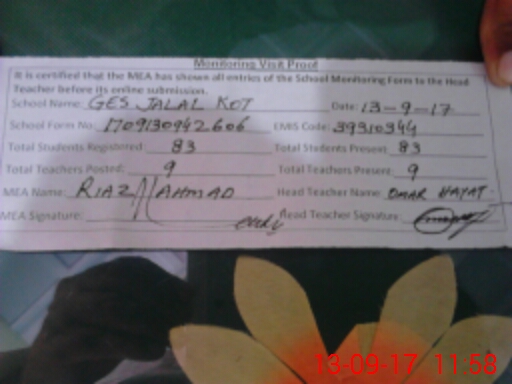 Monitoring Visit Proof
It is certified that the MEA has shown all entries of the School Monitoring Form to the Head
Teacher before its online submission.
School Name: GES JALAL KOT Date: 13-9-17
School Form No: 1709130942606 EMIS Code: 39310344
Total Students Registered 83 Total Students Present 83
Total Teachers Posted: 9 Total Teachers Present: 9
MEA Name: RIAZ AHMAD Head Teacher Name: OMAR HAYAT
MEA Signature: Head Teacher Signature:
13-09-17 11:58